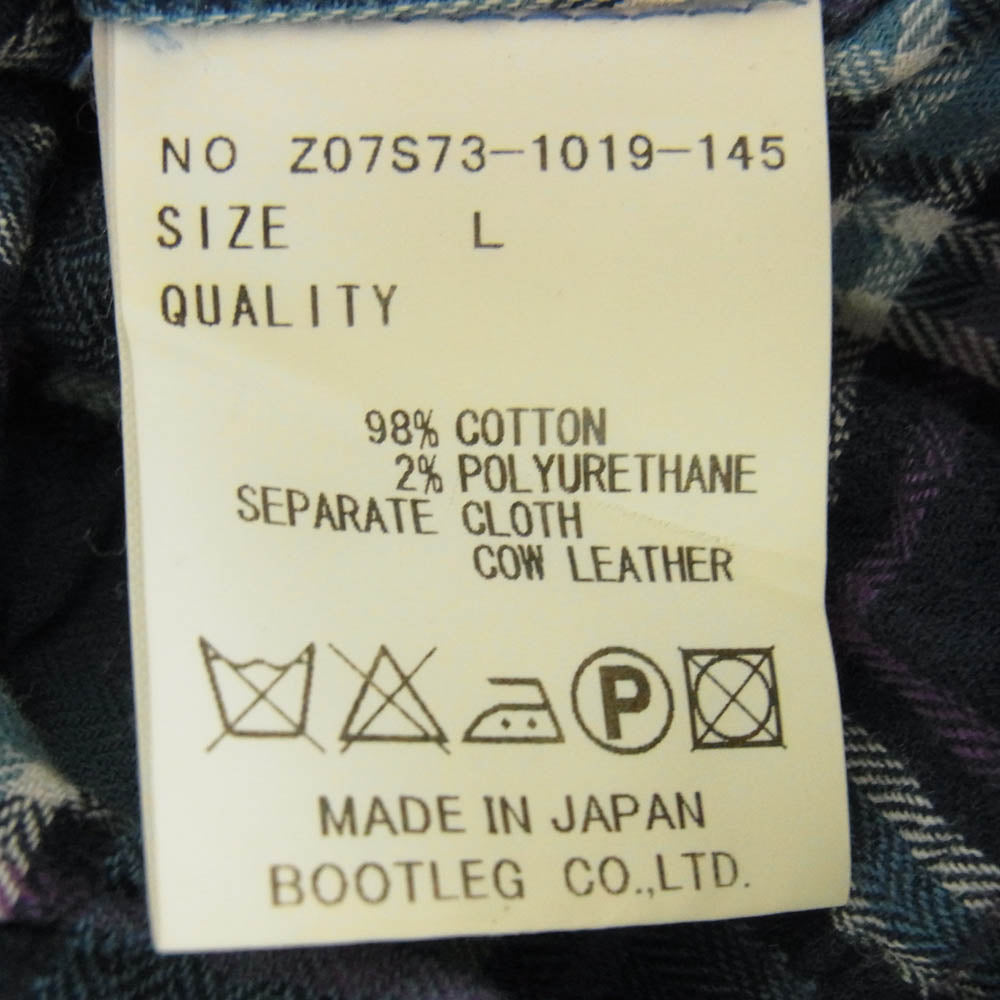 NO Z07S73-1019-145
SIZE L
QUALITY
98% COTTON
2% POLYURETHANE
SEPARATE CLOTH
COW LEATHER
P
MADE IN JAPAN
BOOTLEG CO.,LTD.